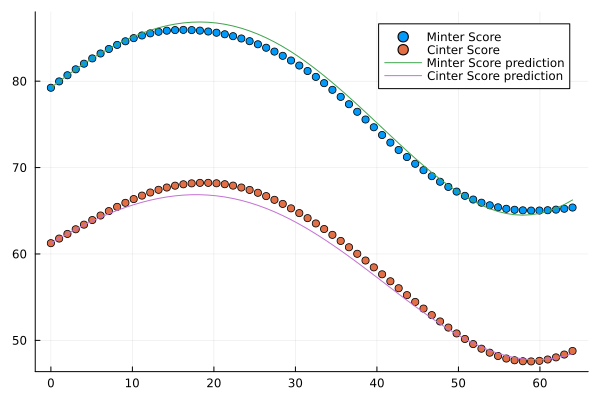 Minter Score
Cinter Score
Minter Score prediction
Cinter Score prediction
80
70
60
50
0 10 20 30 40 50 60